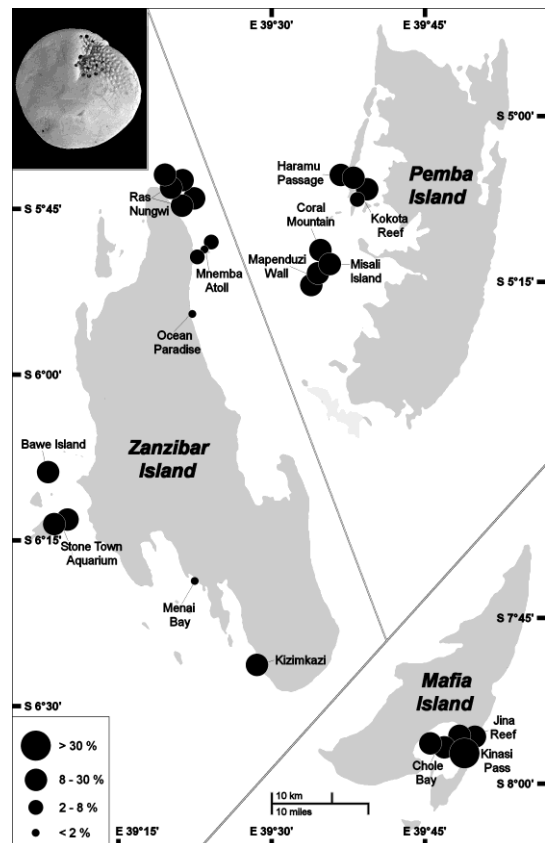 E 39°30'
E 39°45'
S 5°00'
Haramu
Passage
Pemba
Island
Kokota
Reef
Coral
Mountain
Mapenduzi
Wall
Misali
Island
S 5°15'
Ras
Nungwi
S 5°45'
Mnemba
Atoll
Ocean
Paradise
S 6°00'
Bawe Island
Zanzibar
Island
Stone Town
Aquarium
S 6°15'
Menai
Bay
Kizimkazi
S 6°30'
S 7°45'
Mafia
Island
Jina
Reef
Kinasi
Pass
Chole
Bay
S 8°00'
> 30 %
8 - 30 %
2 - 8 %
< 2 %
10 km
10 miles
E 39°15'
E 39°30'
E 39°45'